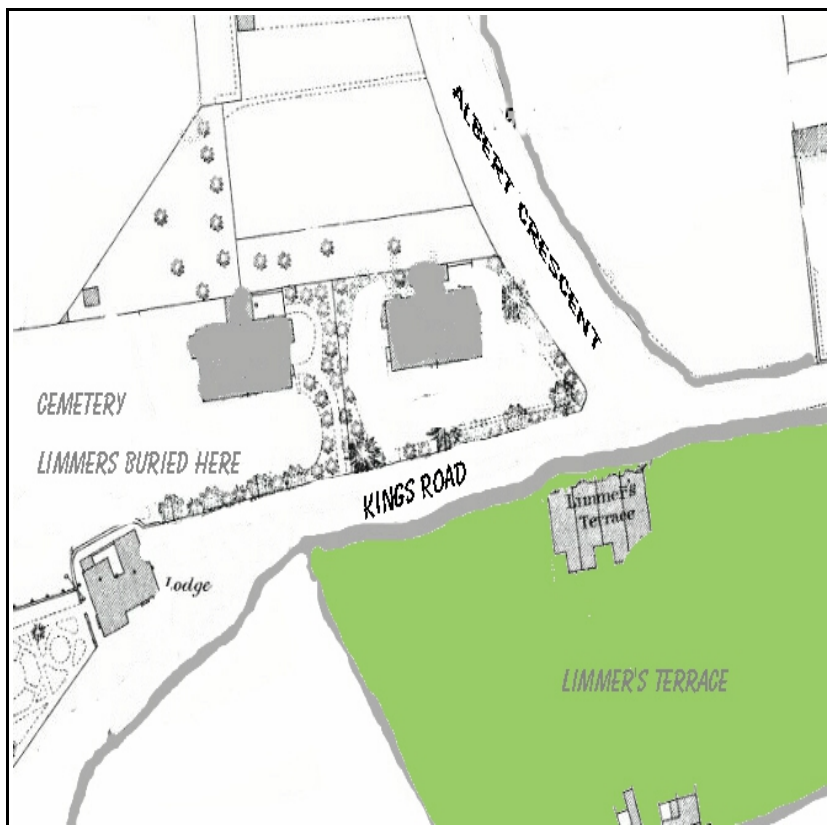 ALBERT CRESCENT
CEMETERY
LIMMERS BURIED HERE
KINGS ROAD
Limmer's
Terrace
Lodge
LIMMER'S TERRACE